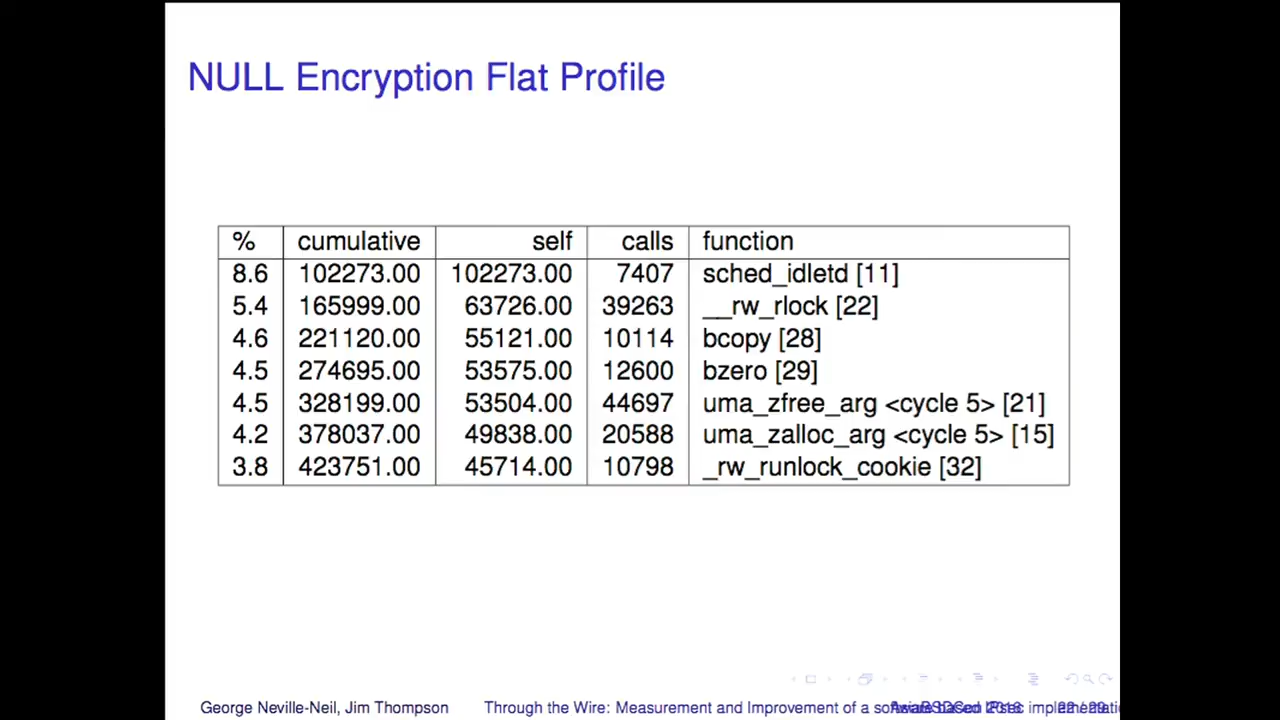 NULL Encryption Flat Profile
% cumulative self calls function
8.6 102273.00 102273.00 7407 sched_idletd [11]
5.4 165999.00 63726.00 39263 __rw_rlock [22]
4.6 221120.00 55121.00 10114 bcopy [28]
4.5 274695.00 53575.00 12600 bzero [29]
4.5 328199.00 53504.00 44697 uma_zfree_arg <cycle 5> [21]
4.2 378037.00 49838.00 20588 uma_zalloc_arg <cycle 5> [15]
3.8 423751.00 45714.00 10798 _rw_runlock_cookie [32]
George Neville-Neil, Jim Thompson Through the Wire: Measurement and Improvement of a